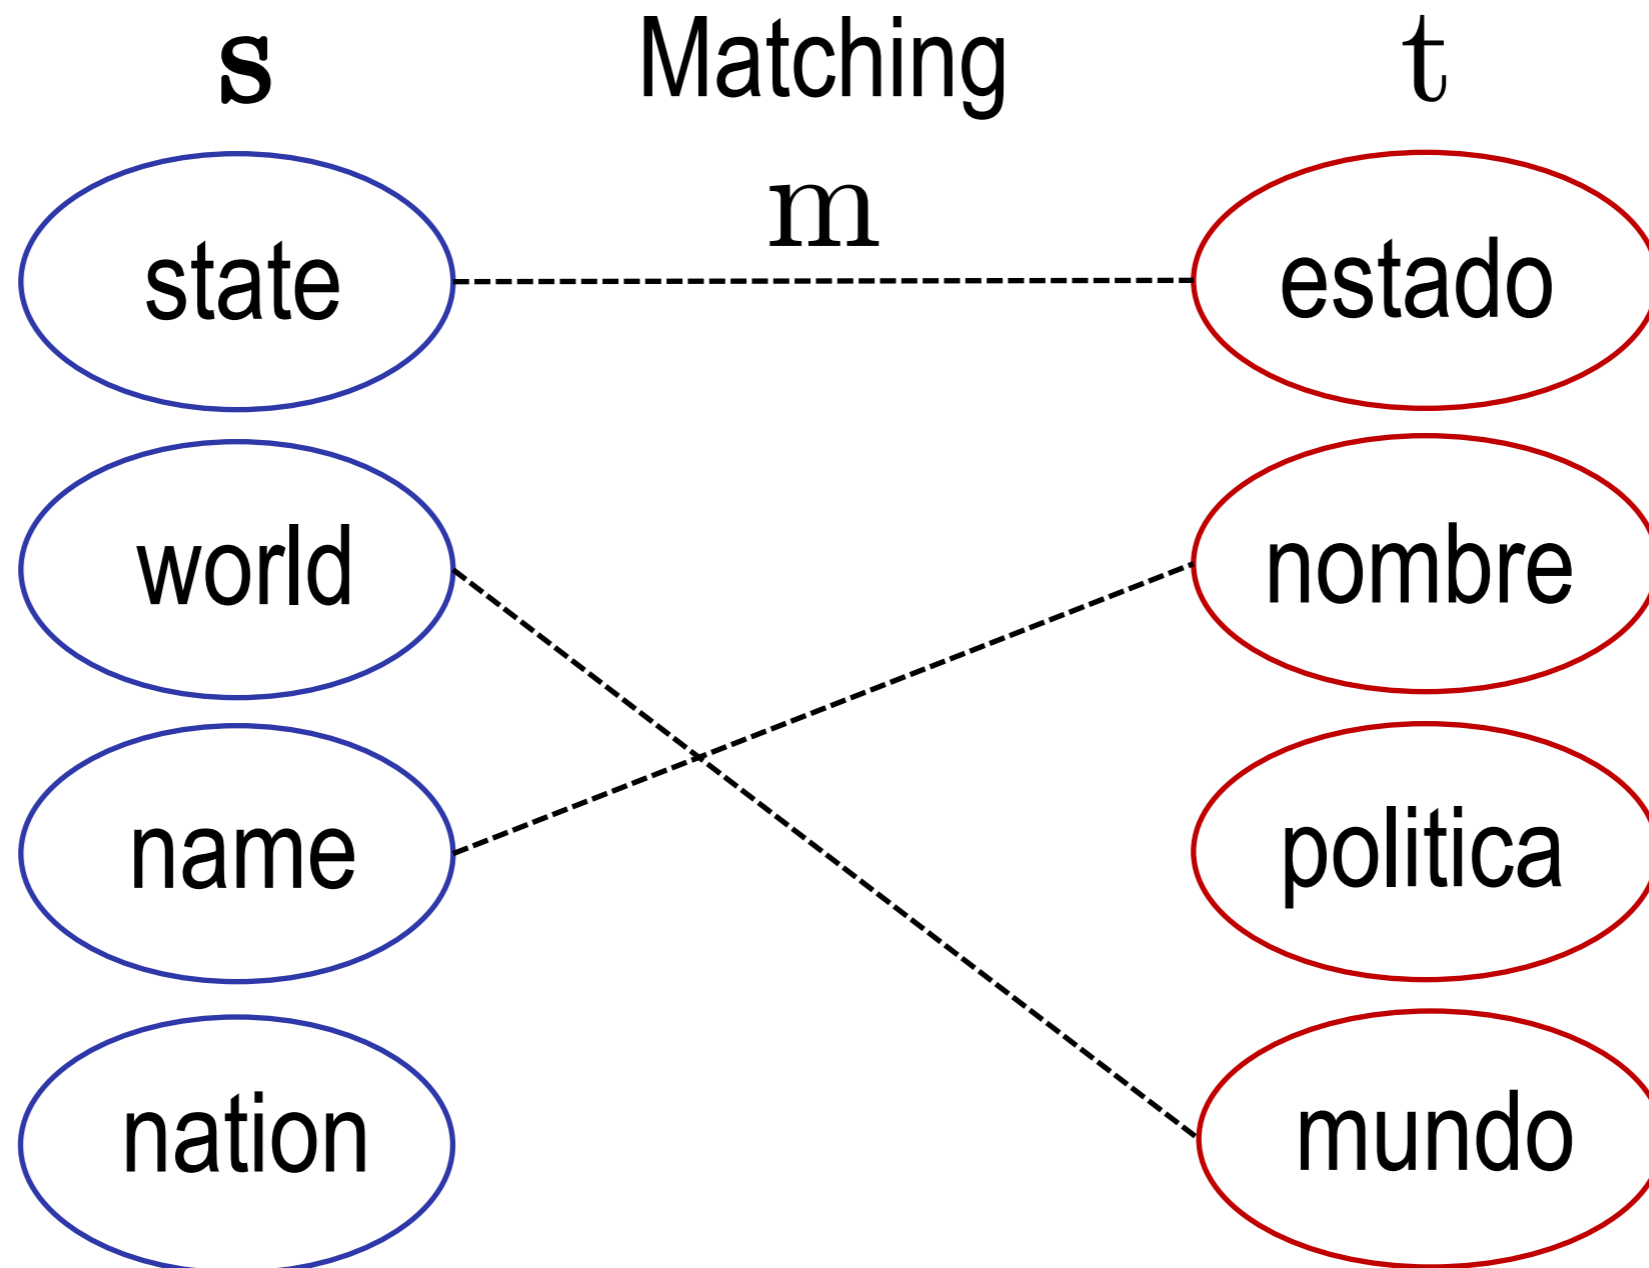 s Matching t
m
state estado
world nombre
name politica
nation mundo